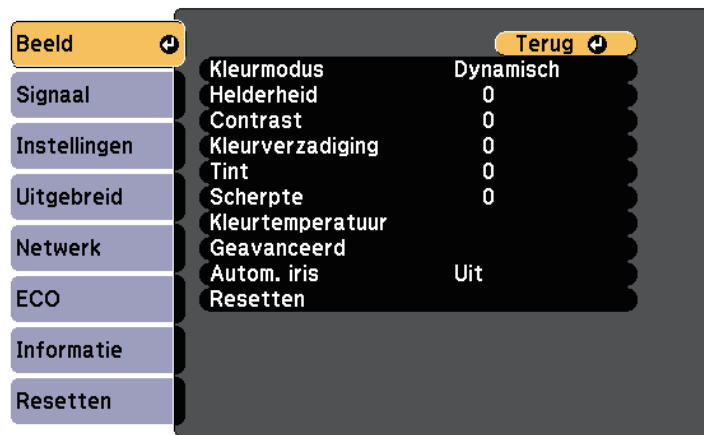 Beeld
Signaal
Instellingen
Uitgebreid
Netwerk
ECO
Informatie
Resetten
Terug
Kleurmodus Dynamisch
Helderheid 0
Contrast 0
Kleurverzadiging 0
Tint 0
Scherpte 0
Kleurtemperatuur
Geavanceerd
Autom. iris Uit
Resetten